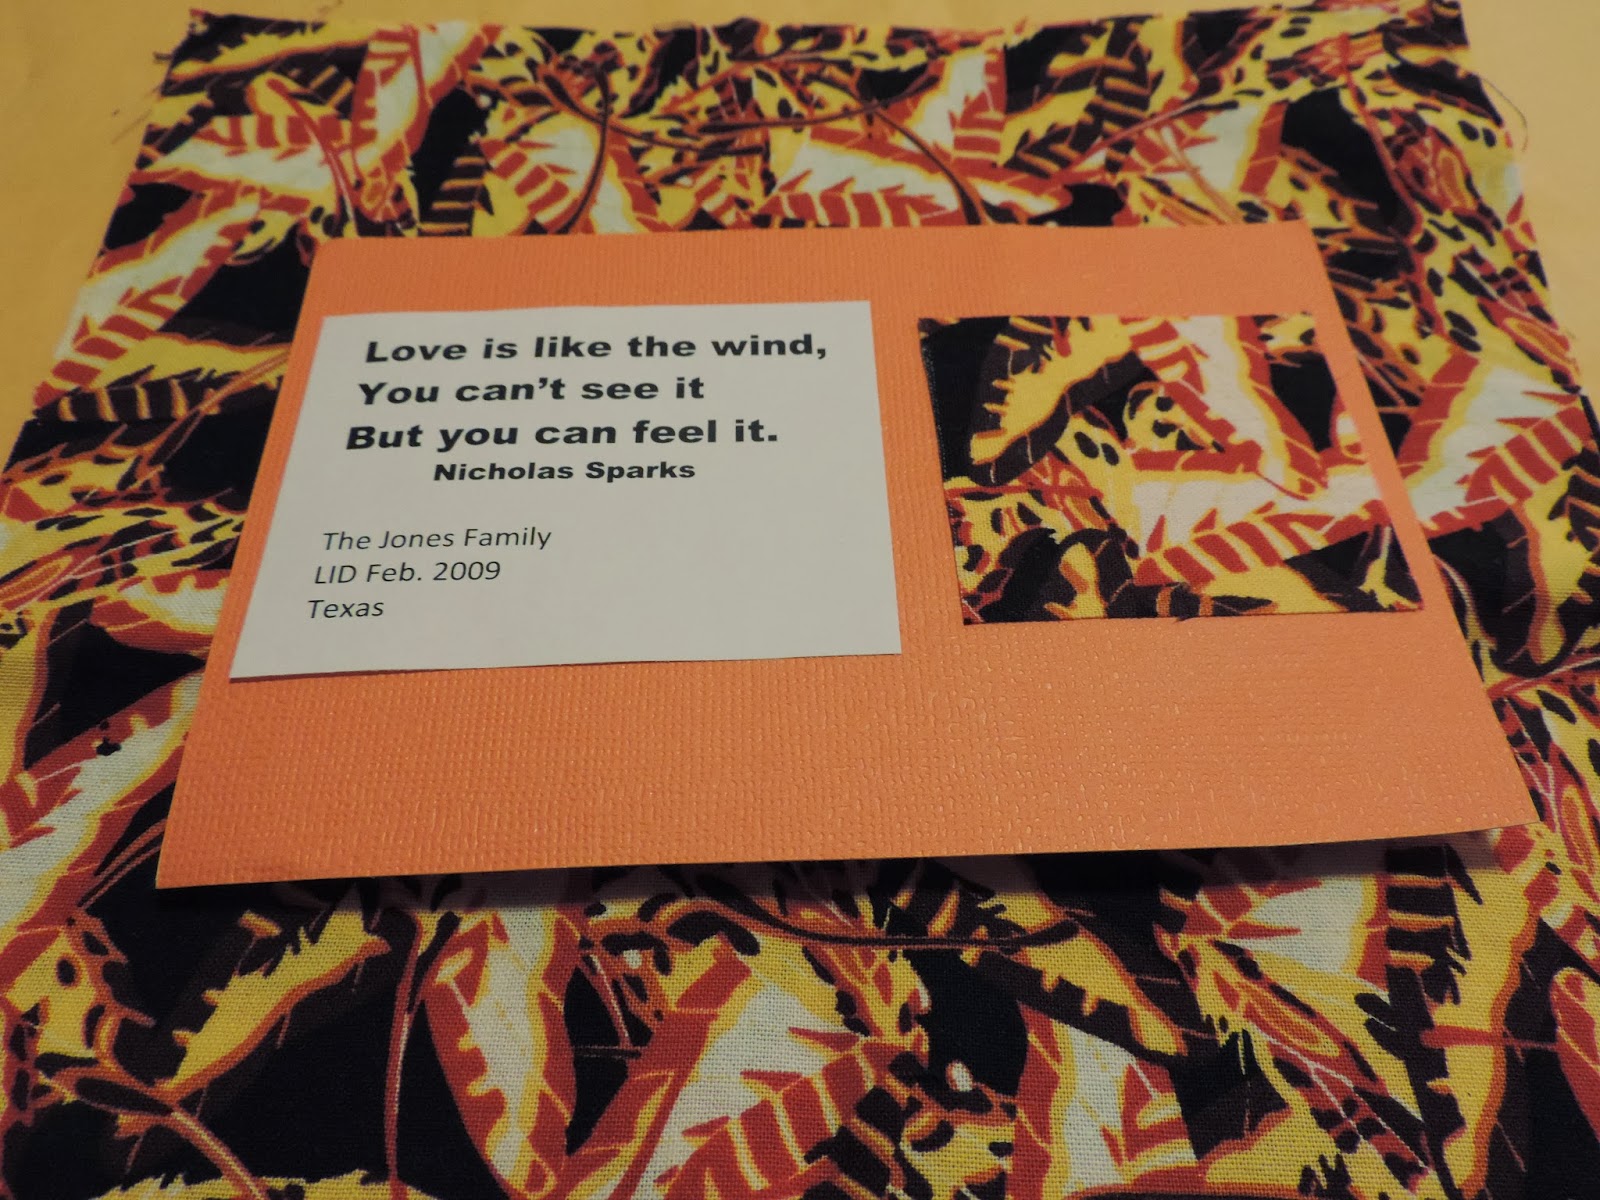 Love is like the wind,
You can’t see it
But you can feel it.
Nicholas Sparks
The Jones Family
LID Feb. 2009
Texas